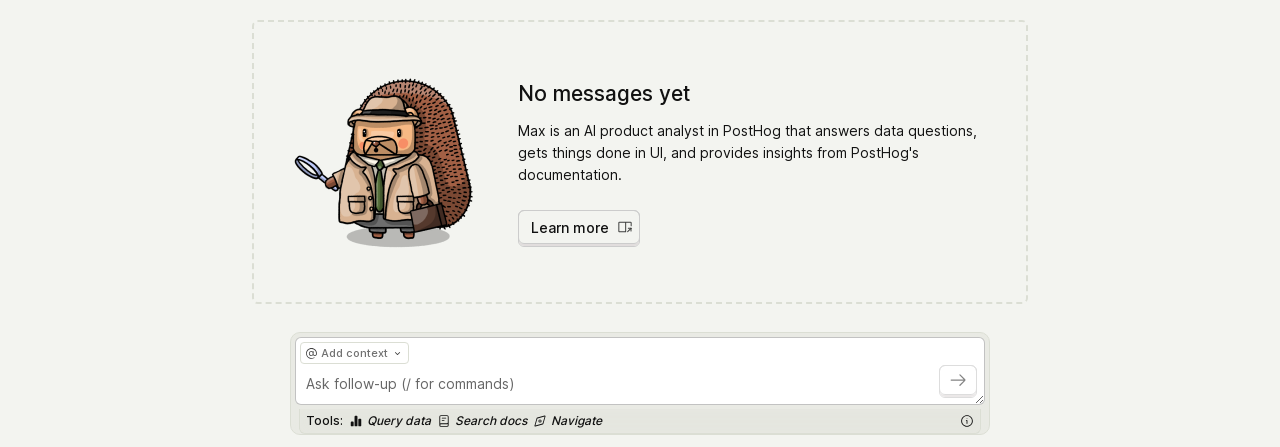 No messages yet
Max is an AI product analyst in PostHog that answers data questions,
gets things done in UI, and provides insights from PostHog's
documentation.
Learn more
@ Add context
Ask follow-up (/ for commands)
Tools: Query data Search docs Navigate